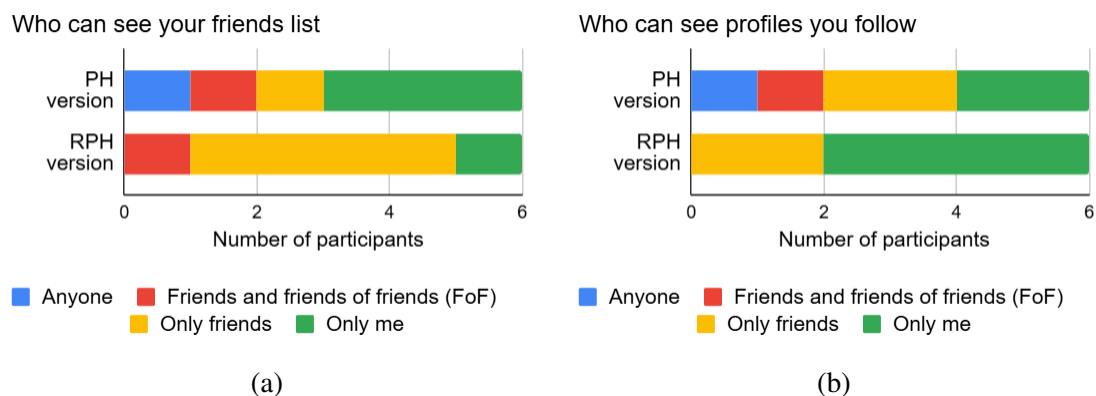 Who can see your friends list
PH
version
RPH
version
0 2 4 6
Number of participants
Anyone Friends and friends of friends (FoF)
Only friends Only me
(a)
Who can see profiles you follow
PH
version
RPH
version
0 2 4 6
Number of participants
Anyone Friends and friends of friends (FoF)
Only friends Only me
(b)